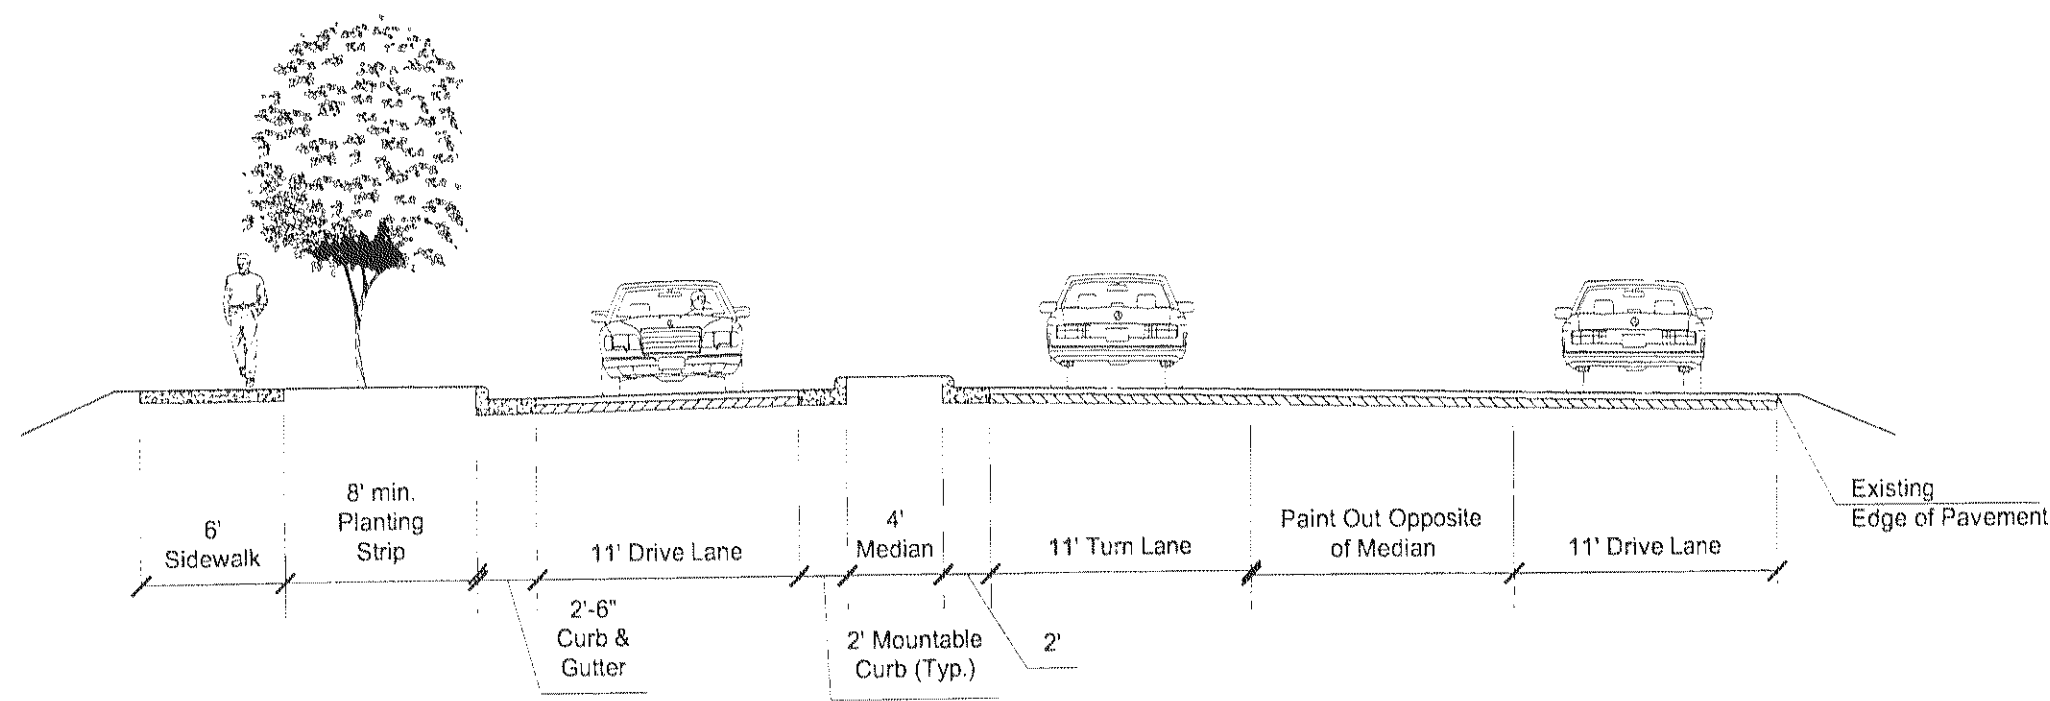 6'
Sidewalk
8' min.
Planting
Strip
11' Drive Lane
4'
Median
11' Turn Lane
Paint Out Opposite
of Median
11' Drive Lane
Existing
Edge of Pavement
2'-6"
Curb &
Gutter
2' Mountable
Curb (Typ.)
2'